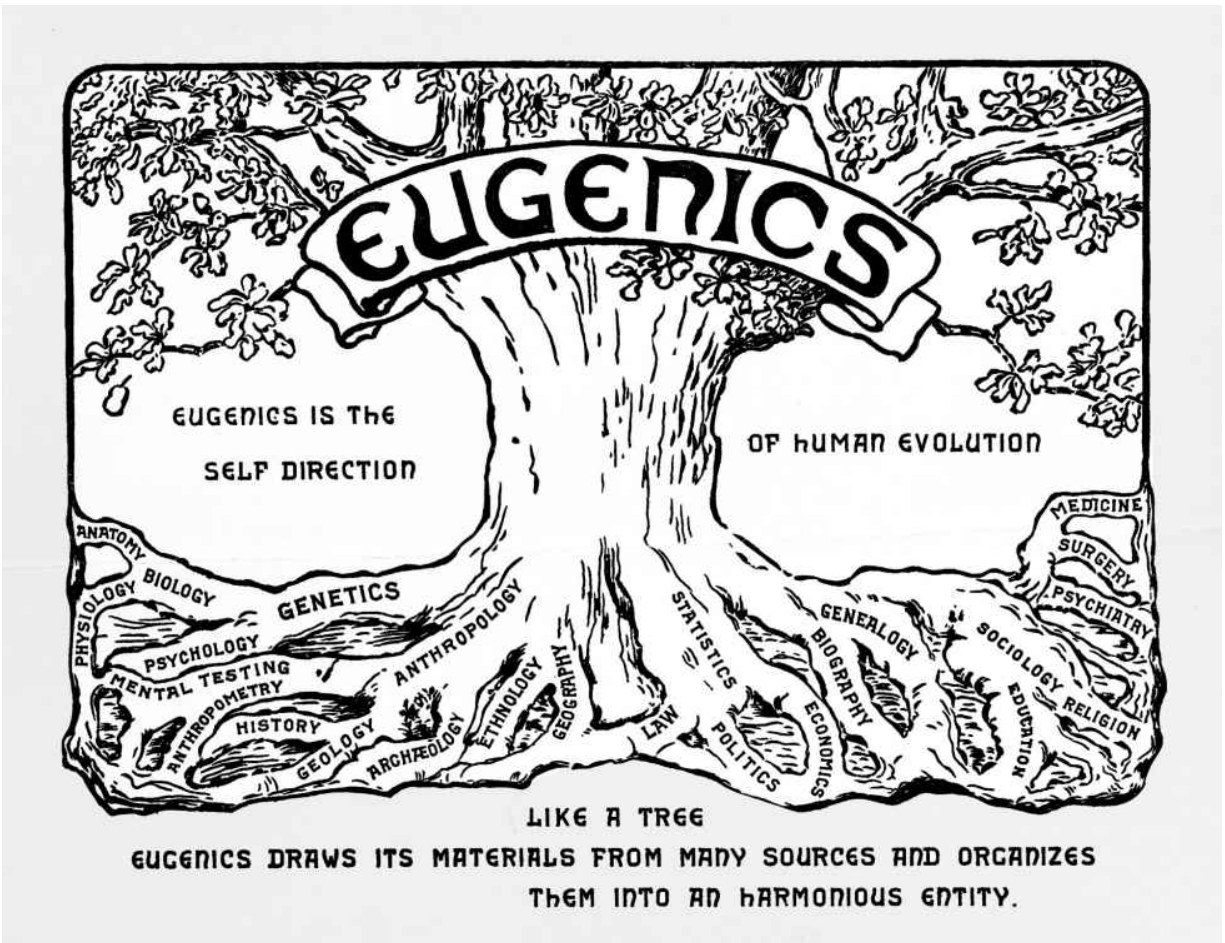 EUGENICS
EUGENICS IS THE
SELF DIRECTION
OF HUMAN EVOLUTION
ANATOMY
BIOLOGY
PHYSIOLOGY
GENETICS
PSYCHOLOGY
MENTAL TESTING
ANTHROPOMETRY
HISTORY
ANTHROPOLOGY
GEOLOGY
ARCHÆOLOGY
ETHNOLOGY
GEOGRAPHY
LAW
STATISTICS
POLITICS
ECONOMICS
BIOGRAPHY
GENEALOGY
SOCIOLOGY
EDUCATION
RELIGION
PSYCHIATRY
SURGERY
MEDICINE
LIKE A TREE
EUGENICS DRAWS ITS MATERIALS FROM MANY SOURCES AND ORGANIZES
THEM INTO AN HARMONIOUS ENTITY.